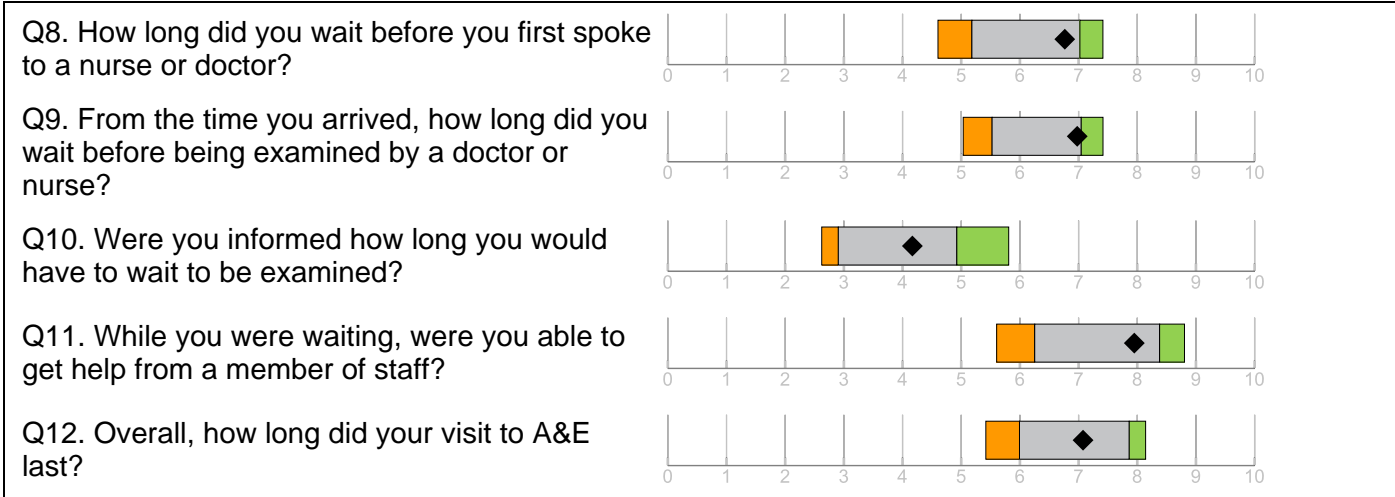 Q8. How long did you wait before you first spoke
to a nurse or doctor?
0 1 2 3 4 5 6 7 8 9 10
Q9. From the time you arrived, how long did you
wait before being examined by a doctor or
nurse?
0 1 2 3 4 5 6 7 8 9 10
Q10. Were you informed how long you would
have to wait to be examined?
0 1 2 3 4 5 6 7 8 9 10
Q11. While you were waiting, were you able to
get help from a member of staff?
0 1 2 3 4 5 6 7 8 9 10
Q12. Overall, how long did your visit to A&E
last?
0 1 2 3 4 5 6 7 8 9 10